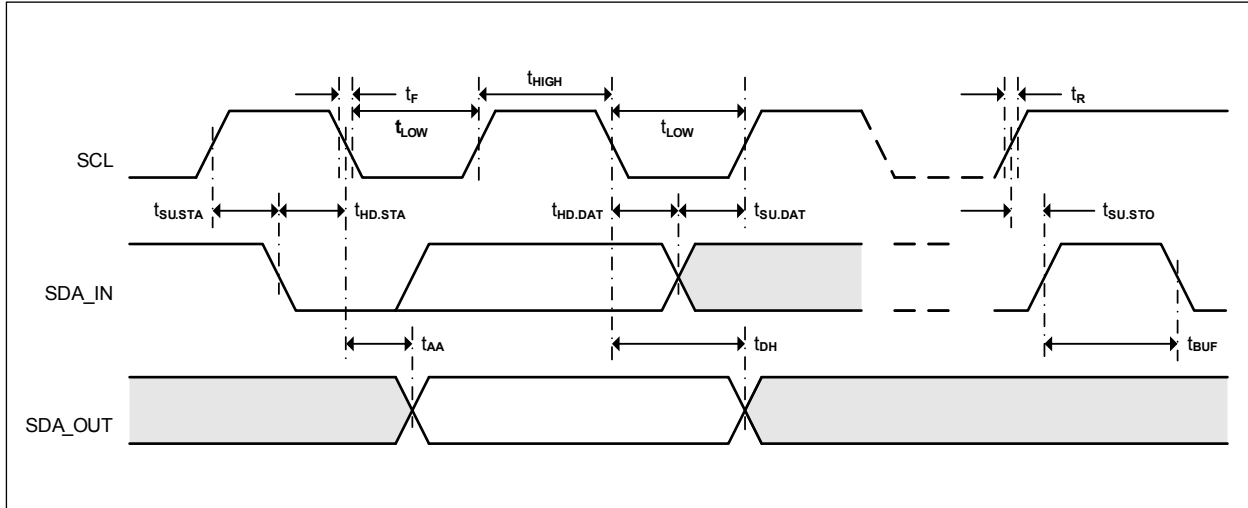 tHIGH
tF
tR
tLOW
tLOW
SCL
tSU.STA
tHD.STA
tHD.DAT
tSU.DAT
tSU.STO
SDA_IN
tAA
tDH
tBUF
SDA_OUT